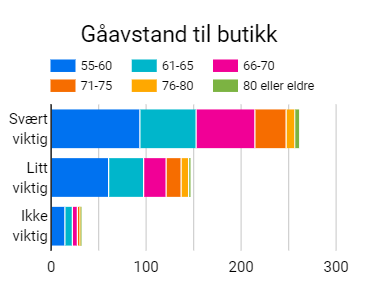 Gåavstand til butikk
55-60 61-65 66-70
71-75 76-80 80 eller eldre
Svært
viktig
Litt
viktig
Ikke
viktig
0 100 200 300